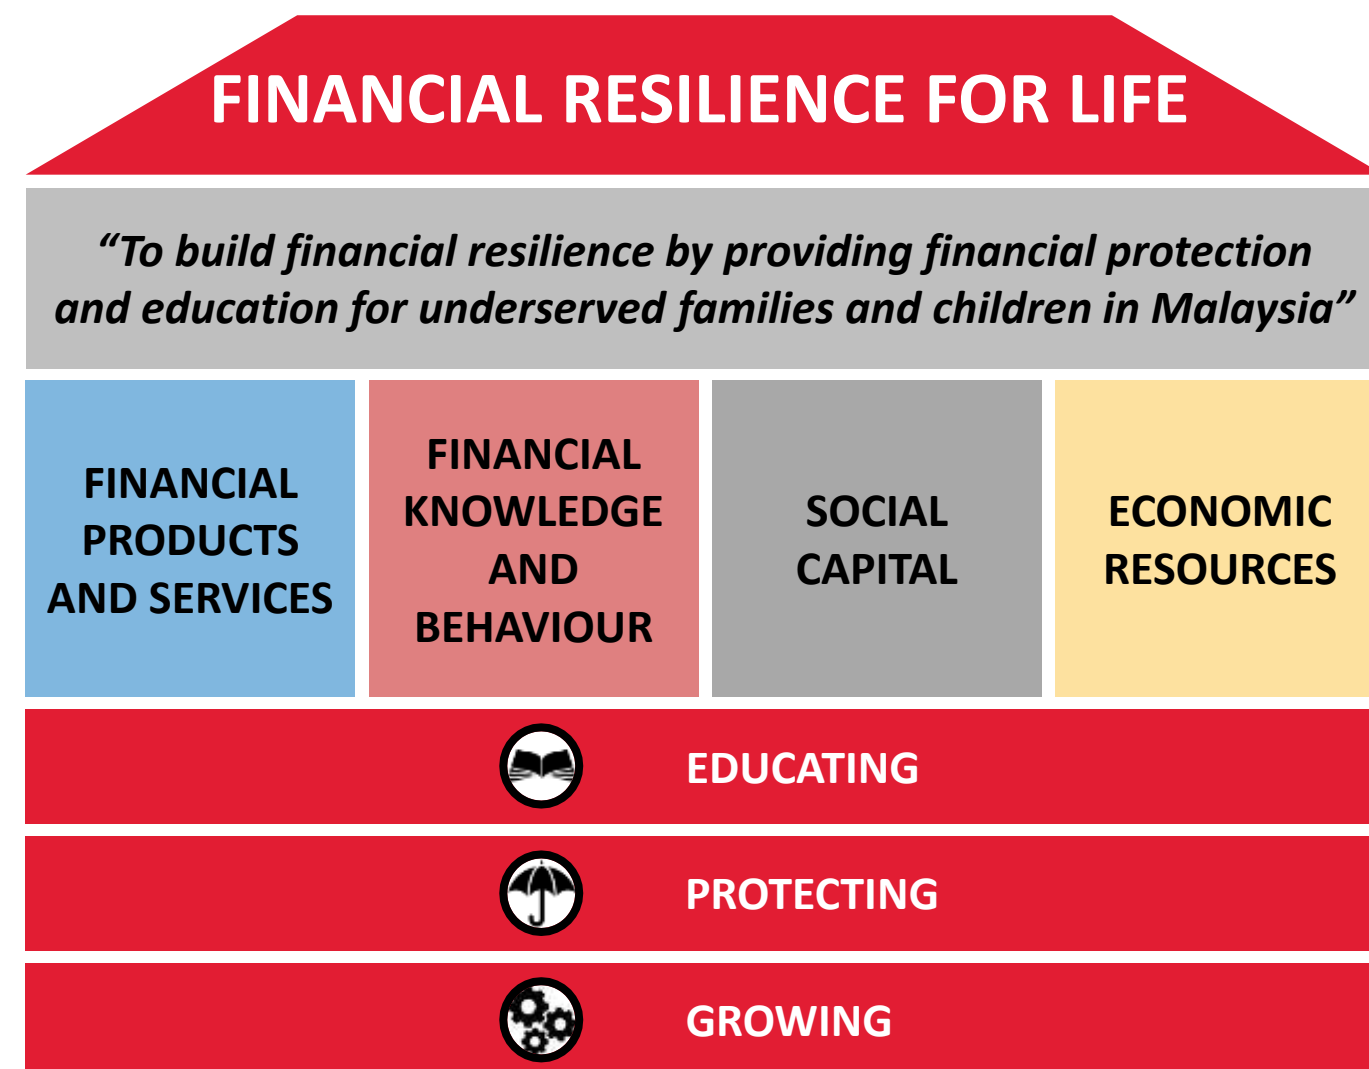 FINANCIAL RESILIENCE FOR LIFE
“To build financial resilience by providing financial protection
and education for underserved families and children in Malaysia”
FINANCIAL
PRODUCTS
AND SERVICES
FINANCIAL
KNOWLEDGE
AND
BEHAVIOUR
SOCIAL
CAPITAL
ECONOMIC
RESOURCES
EDUCATING
PROTECTING
GROWING